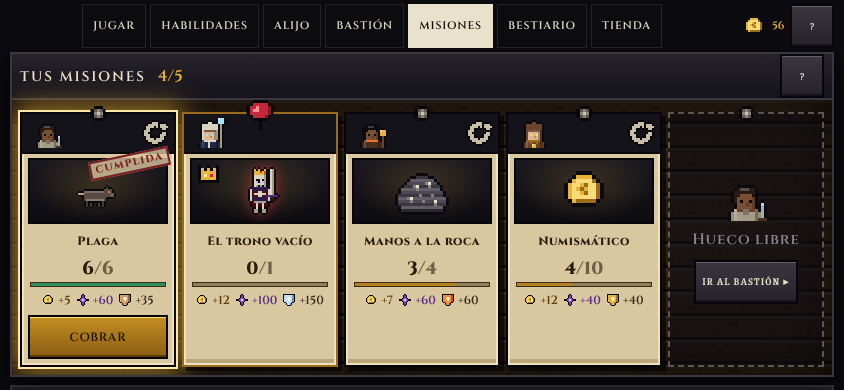 JUGAR HABILIDADES ALIJO BASTIÓN MISIONES BESTIARIO TIENDA 56 ?
TUS MISIONES 4/5 ?
CUMPLIDA
PLAGA
6/6
+5 +60 +35
COBRAR
EL TRONO VACÍO
0/1
+12 +100 +150
MANOS A LA ROCA
3/4
+7 +60 +60
NUMISMÁTICO
4/10
+12 +40 +40
HUECO LIBRE
IR AL BASTIÓN ▸